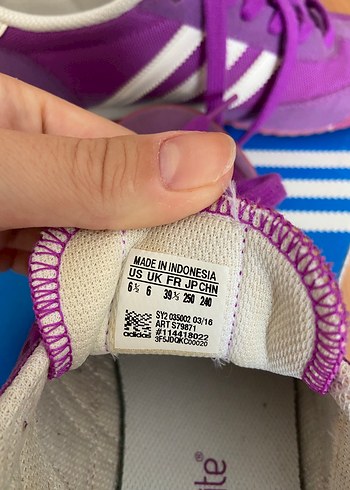 MADE IN INDONESIA
US UK FR JP CHN
6½ 6 39⅓ 250 240
SY2 035002 03/16
ART S79871
#114418022
adidas 3F5JDQKC00020